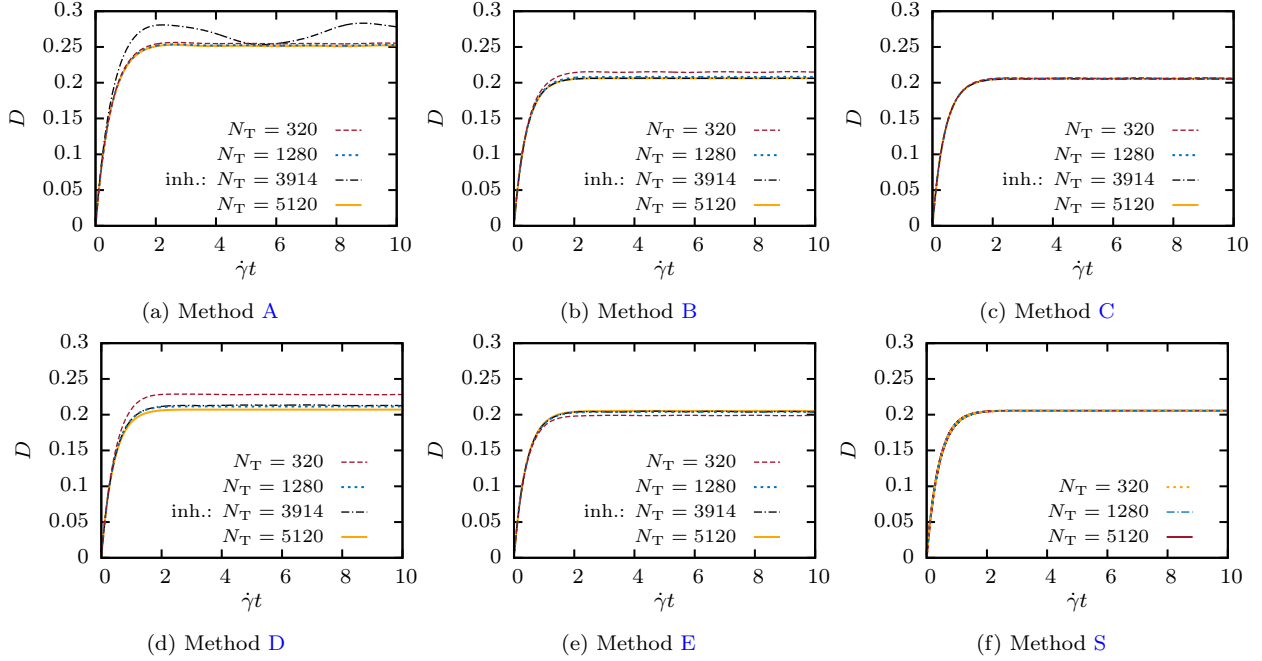 0.3
0.25
0.2
0.15
0.1
0.05
0
D
N_T = 320
N_T = 1280
inh.: N_T = 3914
N_T = 5120
0 2 4 6 8 10
γ̇t
(a) Method A
0.3
0.25
0.2
0.15
0.1
0.05
0
D
N_T = 320
N_T = 1280
inh.: N_T = 3914
N_T = 5120
0 2 4 6 8 10
γ̇t
(b) Method B
0.3
0.25
0.2
0.15
0.1
0.05
0
D
N_T = 320
N_T = 1280
inh.: N_T = 3914
N_T = 5120
0 2 4 6 8 10
γ̇t
(c) Method C
0.3
0.25
0.2
0.15
0.1
0.05
0
D
N_T = 320
N_T = 1280
inh.: N_T = 3914
N_T = 5120
0 2 4 6 8 10
γ̇t
(d) Method D
0.3
0.25
0.2
0.15
0.1
0.05
0
D
N_T = 320
N_T = 1280
inh.: N_T = 3914
N_T = 5120
0 2 4 6 8 10
γ̇t
(e) Method E
0.3
0.25
0.2
0.15
0.1
0.05
0
D
N_T = 320
N_T = 1280
N_T = 5120
0 2 4 6 8 10
γ̇t
(f) Method S